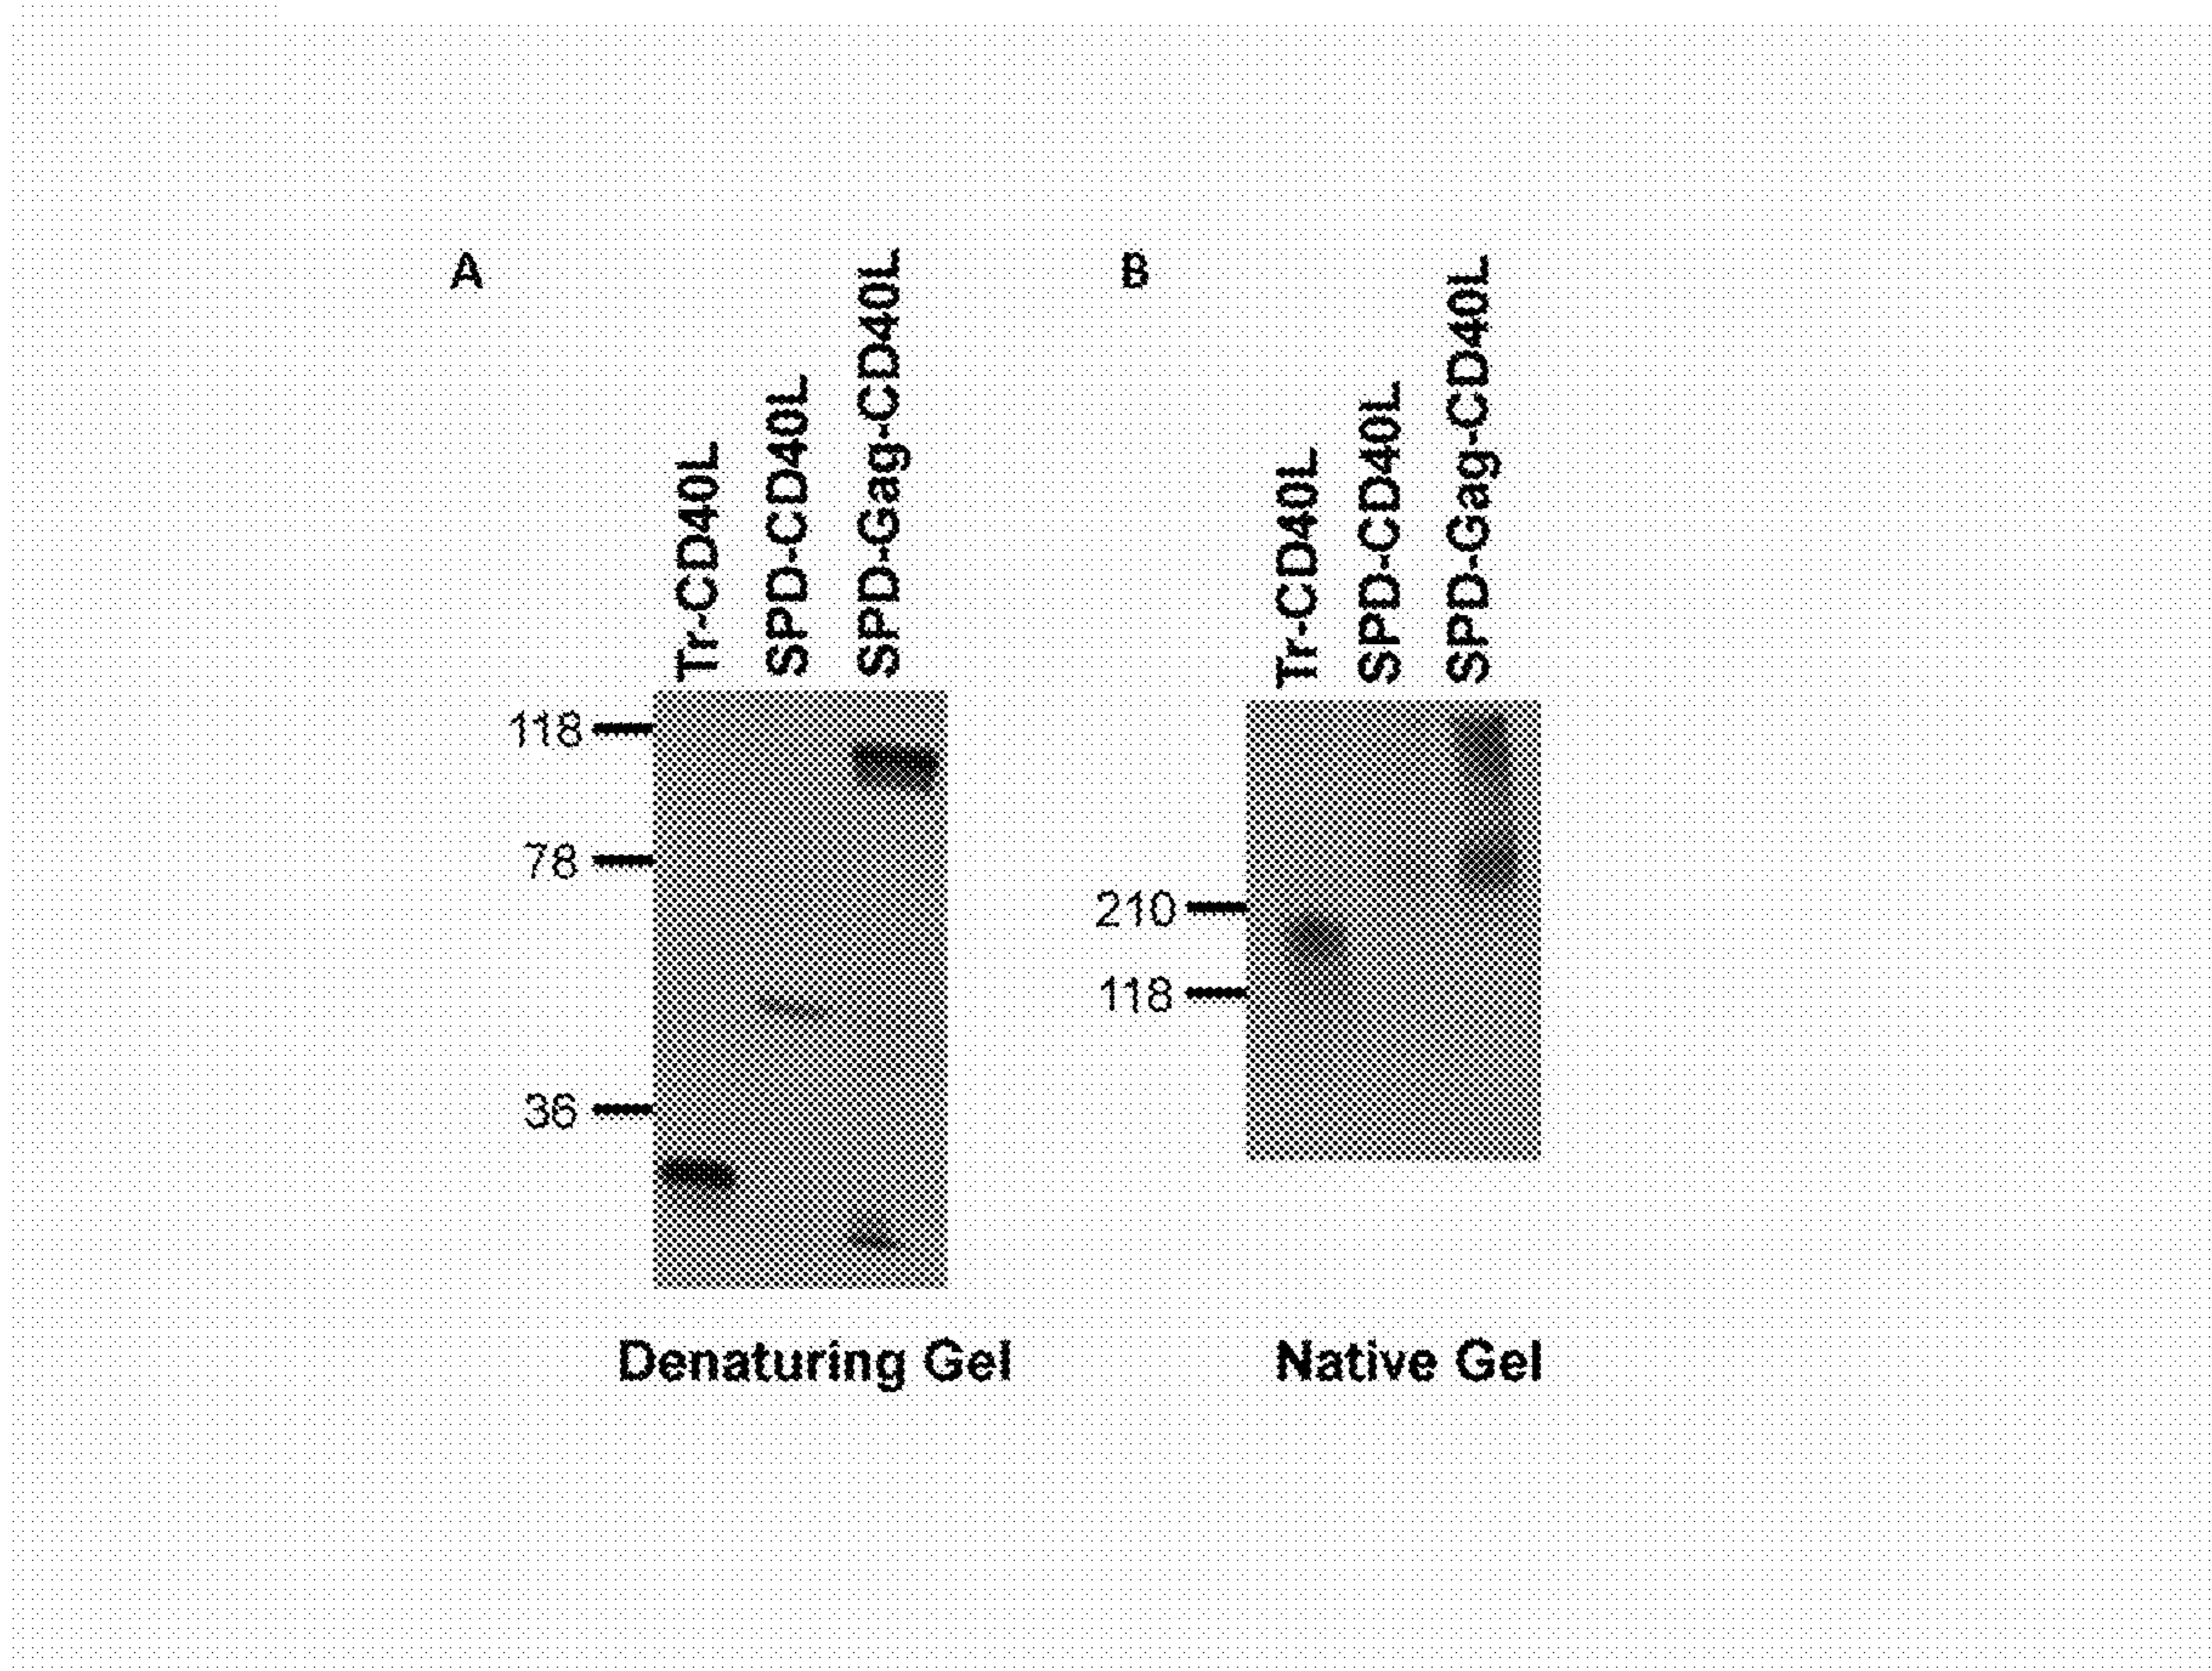 A
Tr-CD40L
SPD-CD40L
SPD-Gag-CD40L
118
78
36
Denaturing Gel
B
Tr-CD40L
SPD-CD40L
SPD-Gag-CD40L
210
118
Native Gel